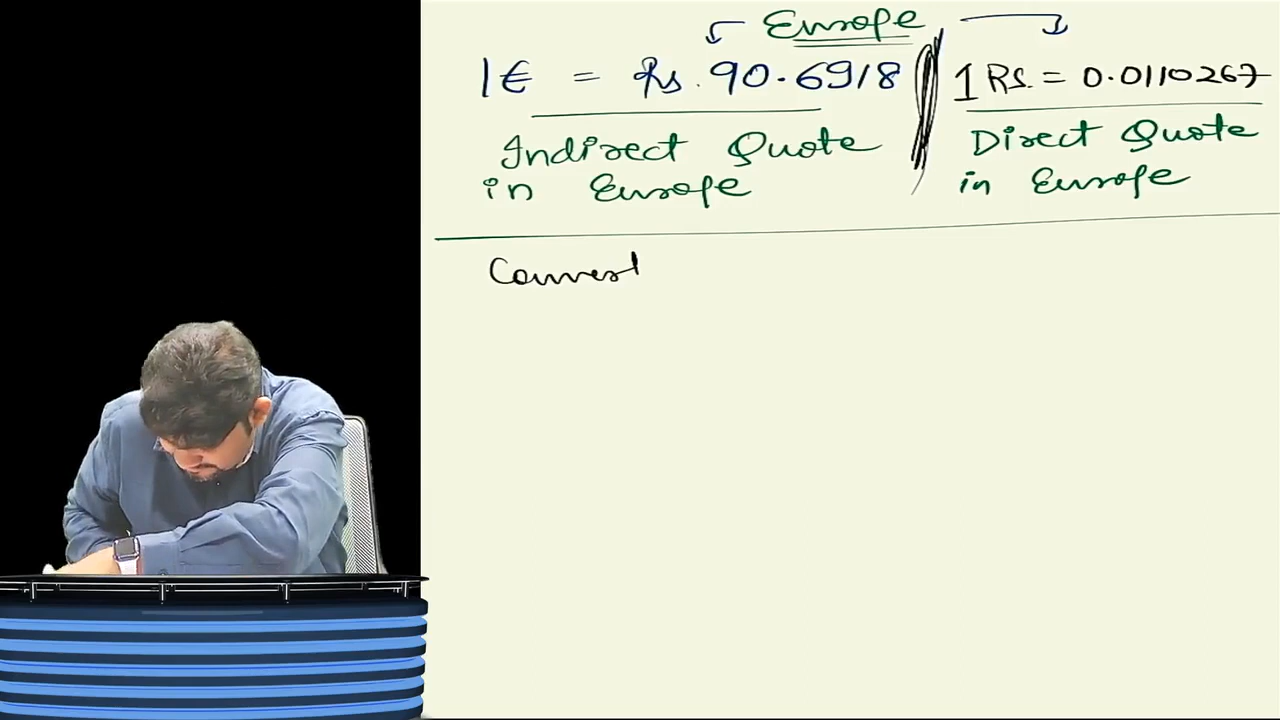 Europe
1€ = Rs. 90.6918
1 Rs. = 0.0110267
Indirect Quote
in Europe
Direct Quote
in Europe
Convert